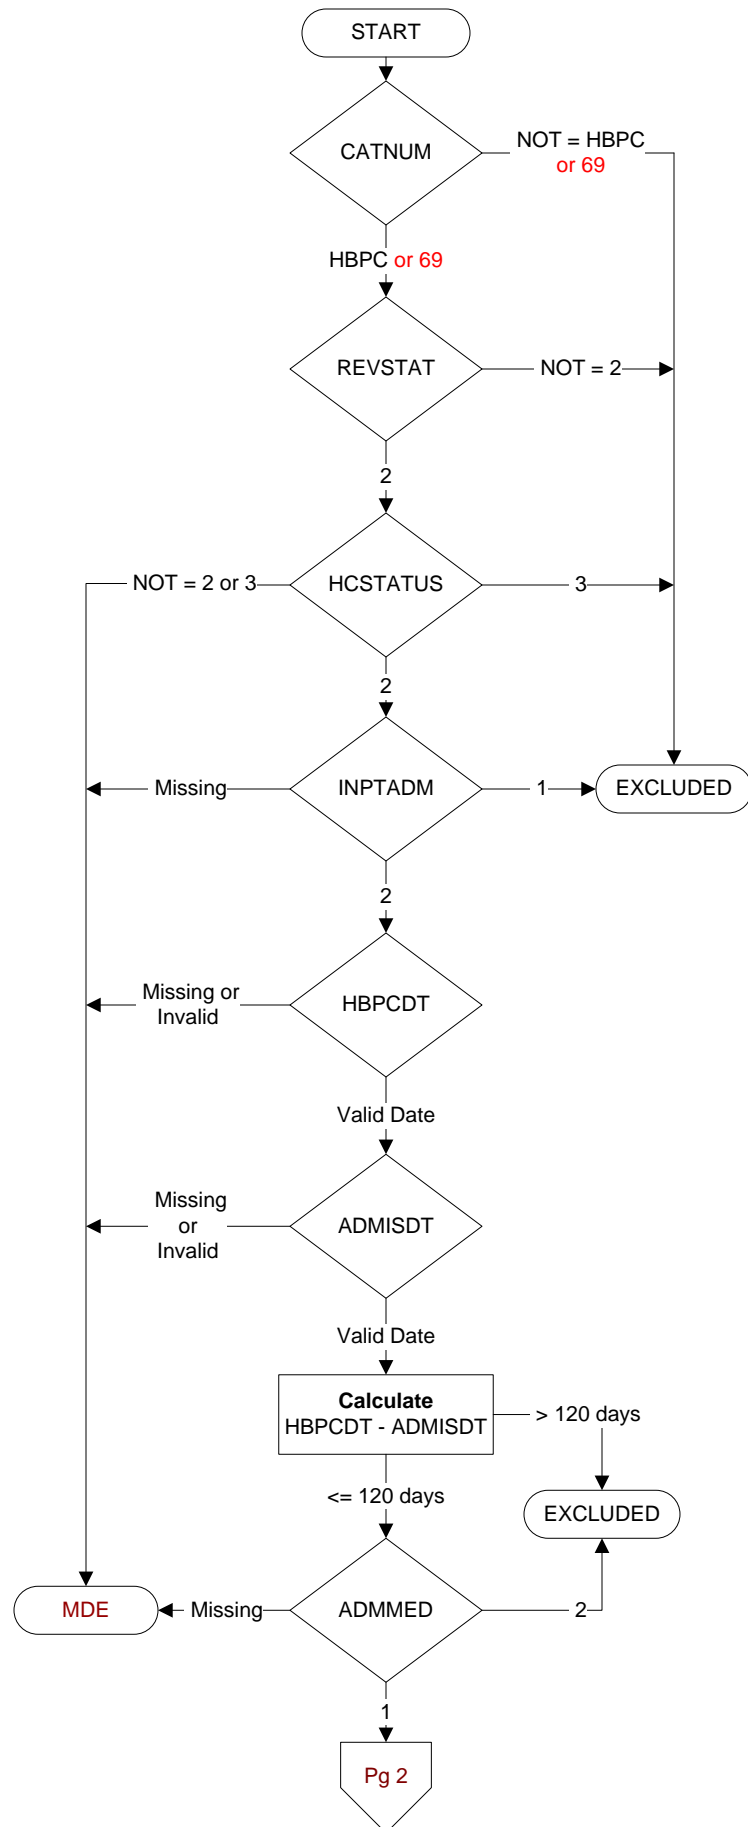 START
CATNUM
NOT = HBPC
or 69
HBPC or 69
REVSTAT
NOT = 2
2
NOT = 2 or 3
HCSTATUS
3
2
Missing
INPTADM
1
EXCLUDED
2
Missing or
Invalid
HBPCDT
Valid Date
Missing
or
Invalid
ADMISDT
Valid Date
Calculate
HBPCDT - ADMISDT
> 120 days
<= 120 days
EXCLUDED
MDE
Missing
ADMMED
2
1
Pg 2